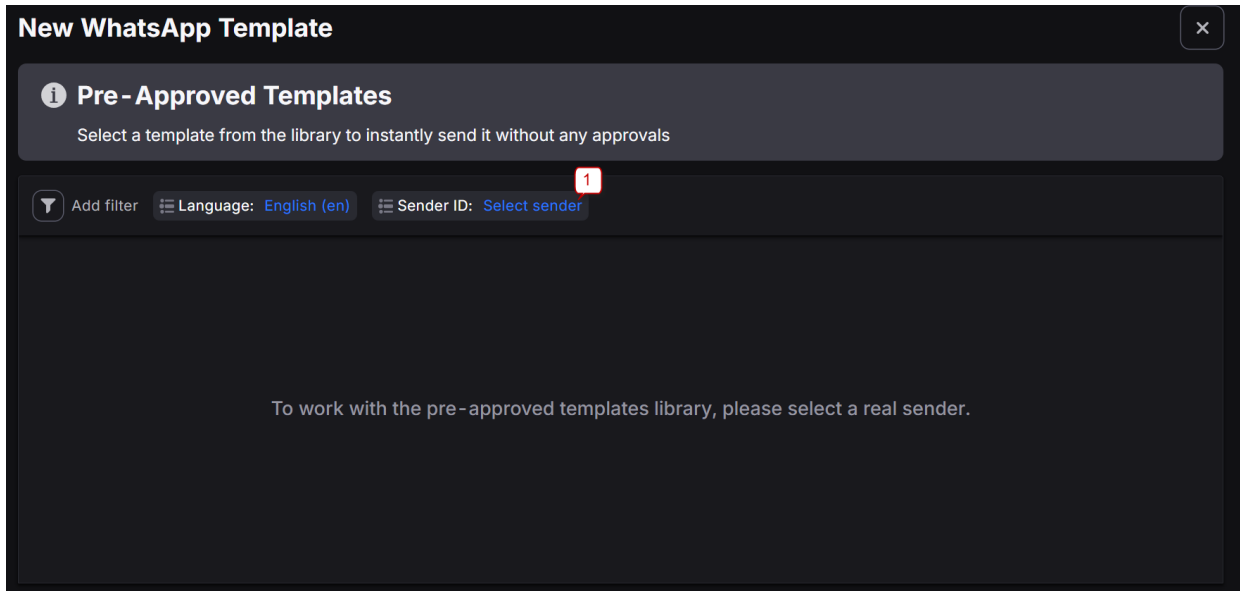 New WhatsApp Template
Pre-Approved Templates
Select a template from the library to instantly send it without any approvals
1
Add filter Language: English (en) Sender ID: Select sender
To work with the pre-approved templates library, please select a real sender.